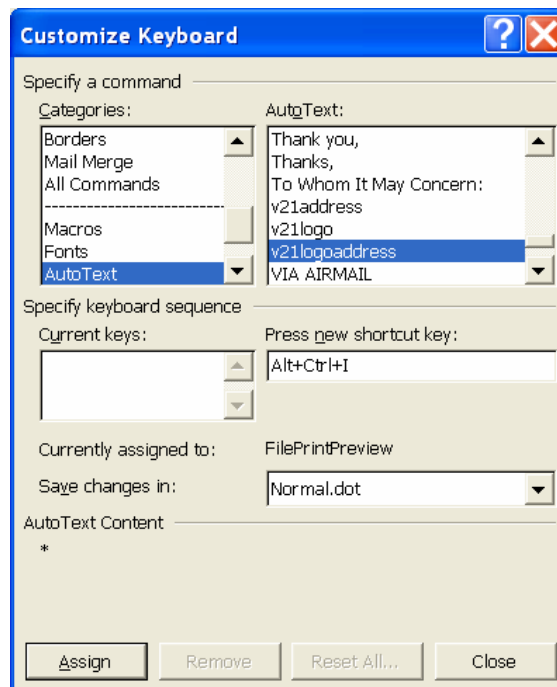 Customize Keyboard
Specify a command
Categories:
Borders
Mail Merge
All Commands
------------------------
Macros
Fonts
AutoText
AutoText:
Thank you,
Thanks,
To Whom It May Concern:
v21address
v21logo
v21logoaddress
VIA AIRMAIL
Specify keyboard sequence
Current keys:
Press new shortcut key:
Alt+Ctrl+I
Currently assigned to:
FilePrintPreview
Save changes in:
Normal.dot
AutoText Content
*
Assign
Remove
Reset All...
Close